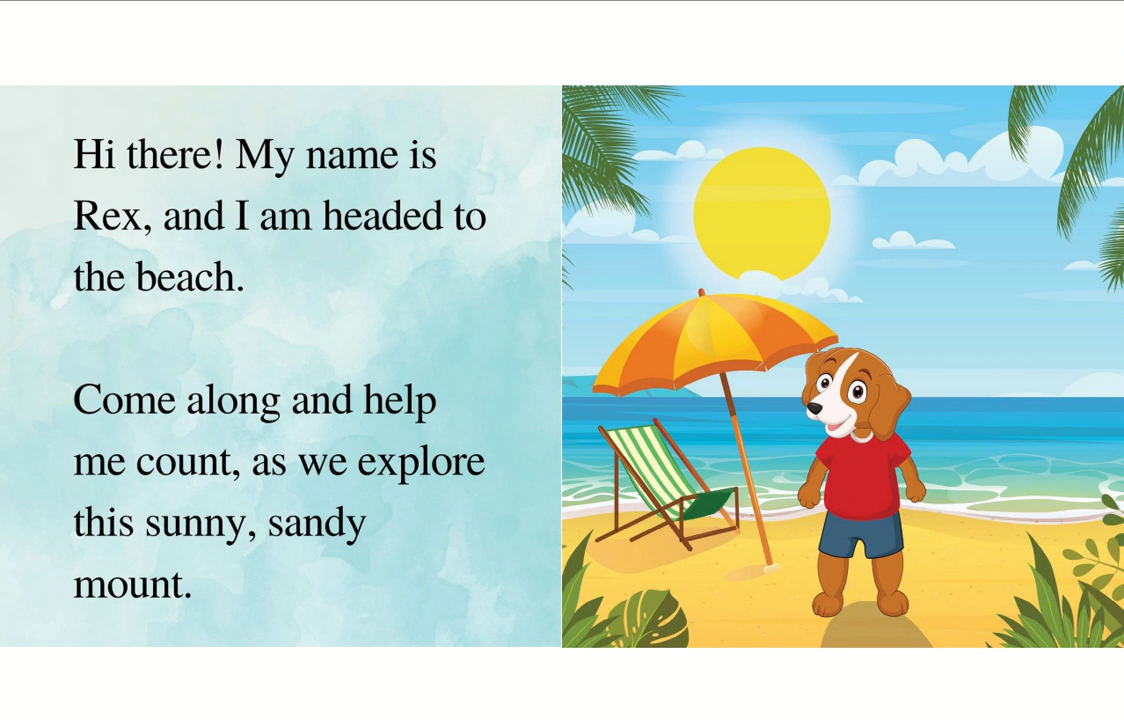 Hi there! My name is
Rex, and I am headed to
the beach.
Come along and help
me count, as we explore
this sunny, sandy
mount.